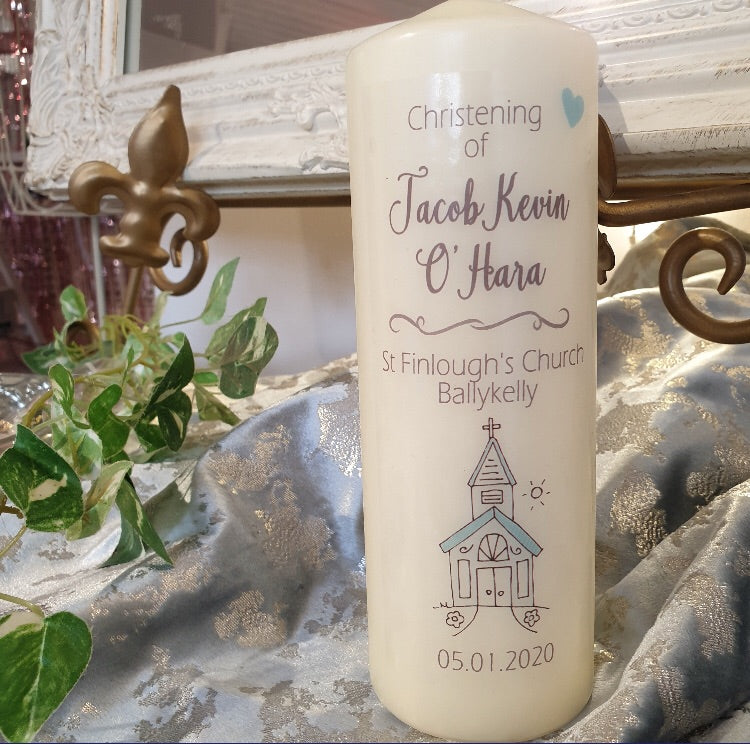 Christening
of
Jacob Kevin
O'Hara
St Finlough's Church
Ballykelly
05.01.2020